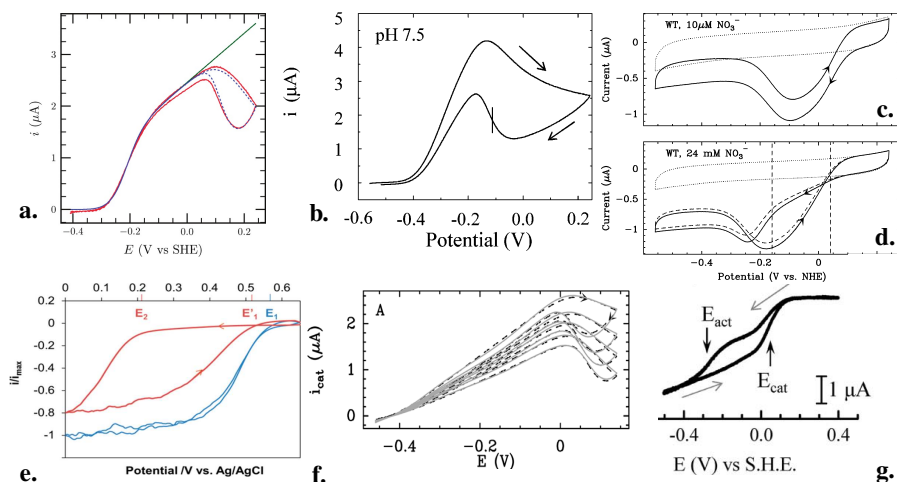 3
2
1
0
i (μA)
−0.4
−0.2
0.0
0.2
E (V vs SHE)
a.
pH 7.5
5
4
3
2
1
0
i (μA)
-0.6
-0.4
-0.2
0.0
0.2
Potential (V)
b.
WT, 10μM NO₃⁻
0
−0.5
−1
Current (μA)
c.
WT, 24 mM NO₃⁻
0
−0.5
−1
Current (μA)
−0.4
−0.2
0
Potential (V vs. NHE)
d.
0 0.1 0.2 0.3 0.4 0.5 0.6
E₂ E'₁ E₁
0.2
0
-0.2
-0.4
-0.6
-0.8
-1
i/iₘₐₓ
Potential /V vs. Ag/AgCl
e.
A
2
1
0
i_cat (μA)
−0.4
−0.2
0
E (V)
f.
E_act
E_cat
1 μA
-0.4 0.0 0.4
E (V) vs S.H.E.
g.